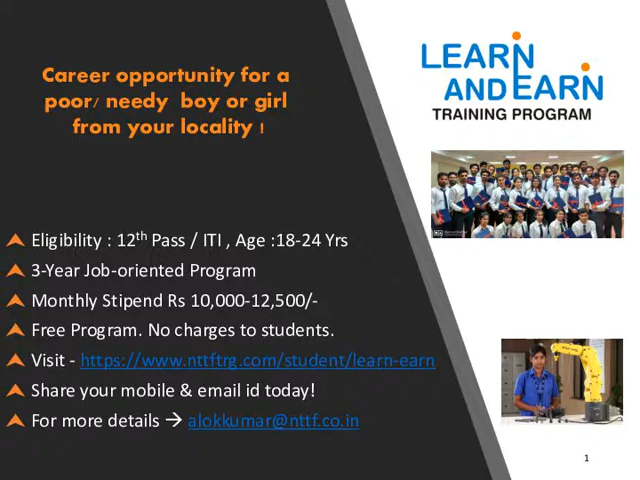 Career opportunity for a
poor/ needy boy or girl
from your locality !
LEARN
AND EARN
TRAINING PROGRAM
Eligibility : 12th Pass / ITI , Age :18-24 Yrs
3-Year Job-oriented Program
Monthly Stipend Rs 10,000-12,500/-
Free Program. No charges to students.
Visit - https://www.nttftrg.com/student/learn-earn
Share your mobile & email id today!
For more details → alokkumar@nttf.co.in
1